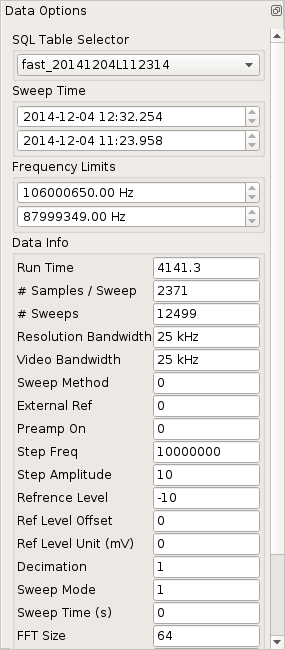 Data Options
SQL Table Selector
fast_20141204L112314
Sweep Time
2014-12-04 12:32.254
2014-12-04 11:23.958
Frequency Limits
106000650.00 Hz
87999349.00 Hz
Data Info
Run Time 4141.3
# Samples / Sweep 2371
# Sweeps 12499
Resolution Bandwidth 25 kHz
Video Bandwidth 25 kHz
Sweep Method 0
External Ref 0
Preamp On 0
Step Freq 10000000
Step Amplitude 10
Refrence Level -10
Ref Level Offset 0
Ref Level Unit (mV) 0
Decimation 1
Sweep Mode 1
Sweep Time (s) 0
FFT Size 64